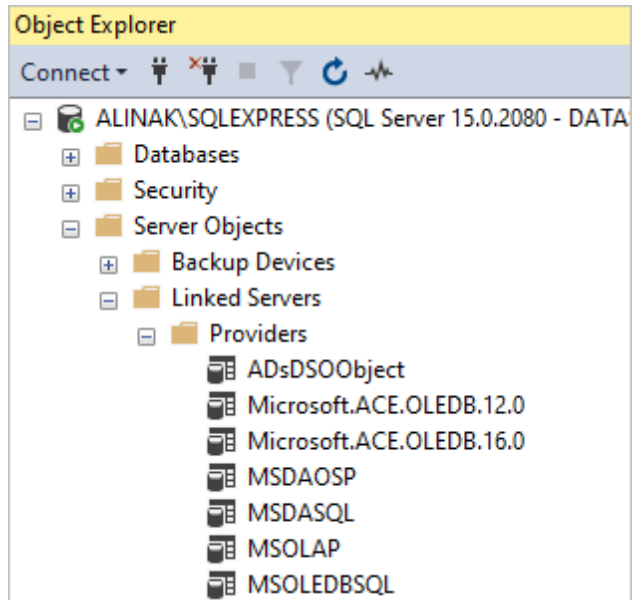 Object Explorer
Connect
ALINAK\SQLEXPRESS (SQL Server 15.0.2080 - DATA
Databases
Security
Server Objects
Backup Devices
Linked Servers
Providers
ADsDSOObject
Microsoft.ACE.OLEDB.12.0
Microsoft.ACE.OLEDB.16.0
MSDAOSP
MSDASQL
MSOLAP
MSOLEDBSQL